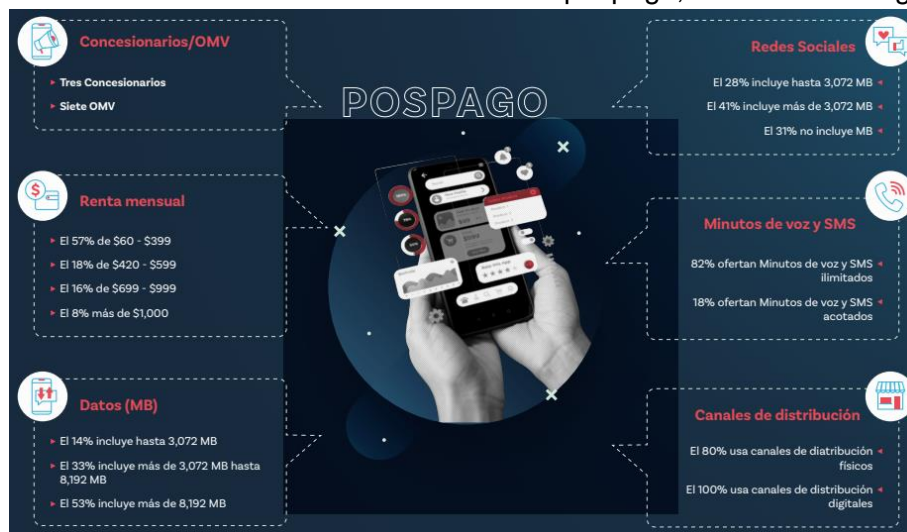 Concesionarios/OMV
▸ Tres Concesionarios
▸ Siete OMV
POSPAGO
Redes Sociales
El 28% incluye hasta 3,072 MB
El 41% incluye más de 3,072 MB
El 31% no incluye MB
Renta mensual
▸ El 57% de $60 - $399
▸ El 18% de $420 - $599
▸ El 16% de $699 - $999
▸ El 8% más de $1,000
Minutos de voz y SMS
82% ofertan Minutos de voz y SMS
ilimitados
18% ofertan Minutos de voz y SMS
acotados
Datos (MB)
▸ El 14% incluye hasta 3,072 MB
▸ El 33% incluye más de 3,072 MB hasta
8,192 MB
▸ El 53% incluye más de 8,192 MB
Canales de distribución
El 80% usa canales de diatribución
físicos
El 100% usa canales de distribución
digitales